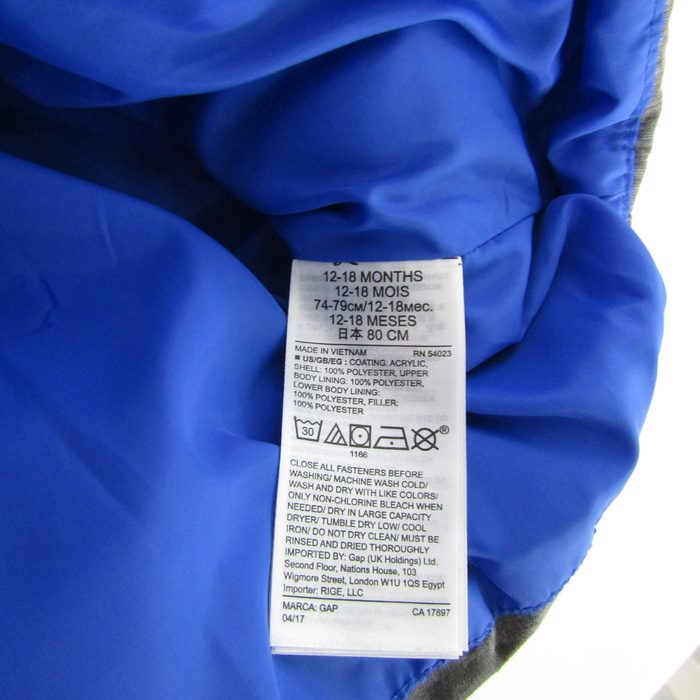 12-18 MONTHS
12-18 MOIS
74-79см/12-18мес.
12-18 MESES
日本 80 CM
MADE IN VIETNAM RN 54023
■ US/GB/EG : COATING: ACRYLIC,
SHELL: 100% POLYESTER, UPPER
BODY LINING: 100% POLYESTER,
LOWER BODY LINING:
100% POLYESTER, FILLER:
100% POLYESTER
30 ®
1166
CLOSE ALL FASTENERS BEFORE
WASHING/ MACHINE WASH COLD/
WASH AND DRY WITH LIKE COLORS/
ONLY NON-CHLORINE BLEACH WHEN
NEEDED/ DRY IN LARGE CAPACITY
DRYER/ TUMBLE DRY LOW/ COOL
IRON/ DO NOT DRY CLEAN/ MUST BE
RINSED AND DRIED THOROUGHLY
IMPORTED BY: Gap (UK Holdings) Ltd.
Second Floor, Nations House, 103
Wigmore Street, London W1U 1QS Egypt
Importer: RIGE, LLC
MARCA: GAP CA 17897
04/17